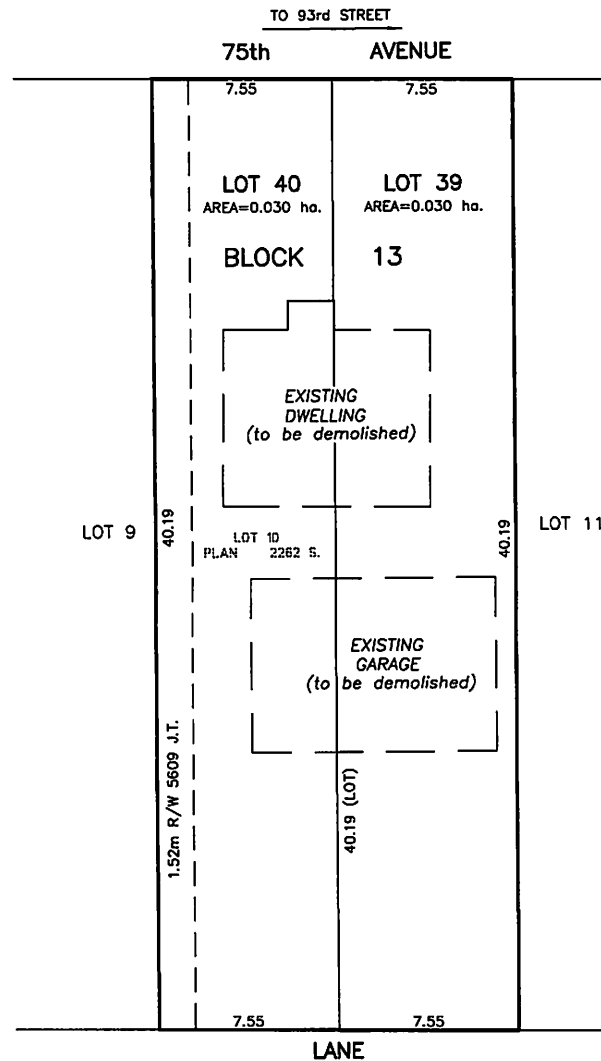 TO 93rd STREET
75th AVENUE
7.55 7.55
LOT 40 LOT 39
AREA=0.030 ha. AREA=0.030 ha.
BLOCK 13
EXISTING
DWELLING
(to be demolished)
LOT 9
40.19
LOT 10
PLAN 2262 S.
40.19
LOT 11
EXISTING
GARAGE
(to be demolished)
1.52m R/W 5609 J.T.
40.19 (LOT)
7.55 7.55
LANE